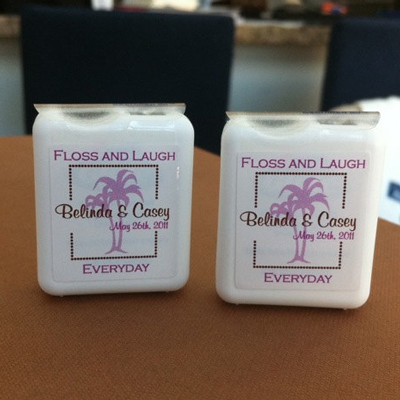 Floss and Laugh
Belinda & Casey
May 26th, 2011
Everyday
Floss and Laugh
Belinda & Casey
May 26th, 2011
Everyday